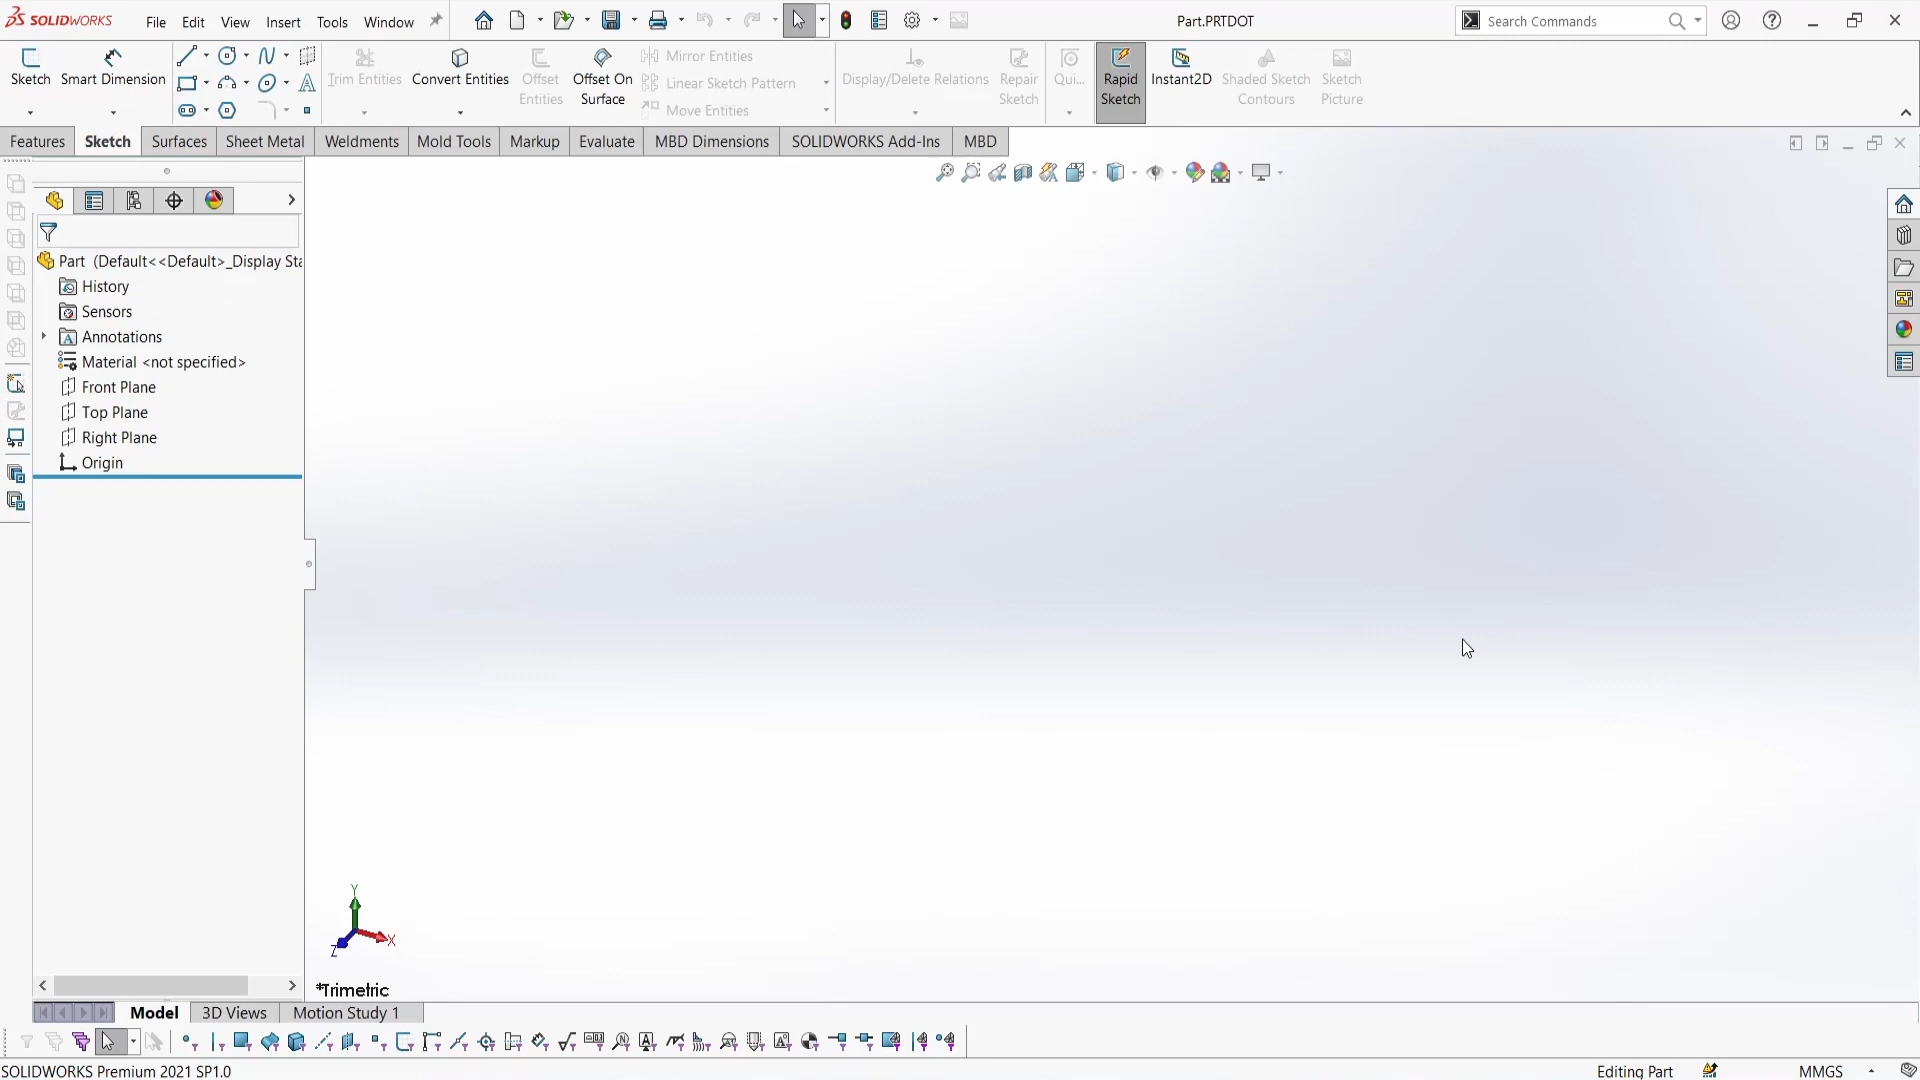 SOLIDWORKS File Edit View Insert Tools Window Part.PRTDOT Search Commands
Sketch Smart Dimension Trim Entities Convert Entities Offset Entities Offset On Surface Mirror Entities Linear Sketch Pattern Move Entities Display/Delete Relations Repair Sketch Qui... Rapid Sketch Instant2D Shaded Sketch Contours Sketch Picture
Features Sketch Surfaces Sheet Metal Weldments Mold Tools Markup Evaluate MBD Dimensions SOLIDWORKS Add-Ins MBD
Part (Default<<Default>_Display Sta
History
Sensors
Annotations
Material <not specified>
Front Plane
Top Plane
Right Plane
Origin
Y
X
Z
*Trimetric
Model 3D Views Motion Study 1
SOLIDWORKS Premium 2021 SP1.0 Editing Part MMGS